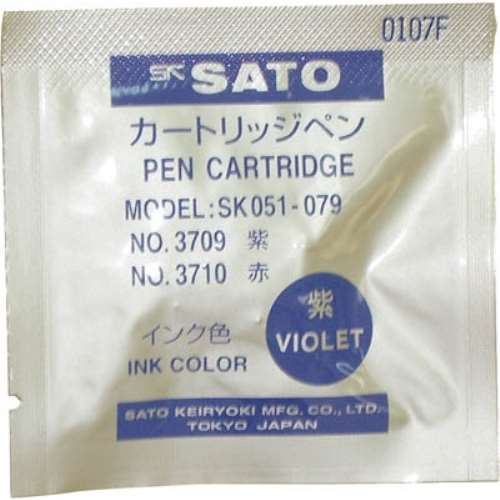 0107F
SK SATO
カートリッジペン
PEN CARTRIDGE
MODEL:SK051-079
NO.3709 紫
NO.3710 赤
インク色
INK COLOR
紫
VIOLET
SATO KEIRYOKI MFG. CO., LTD.
TOKYO JAPAN